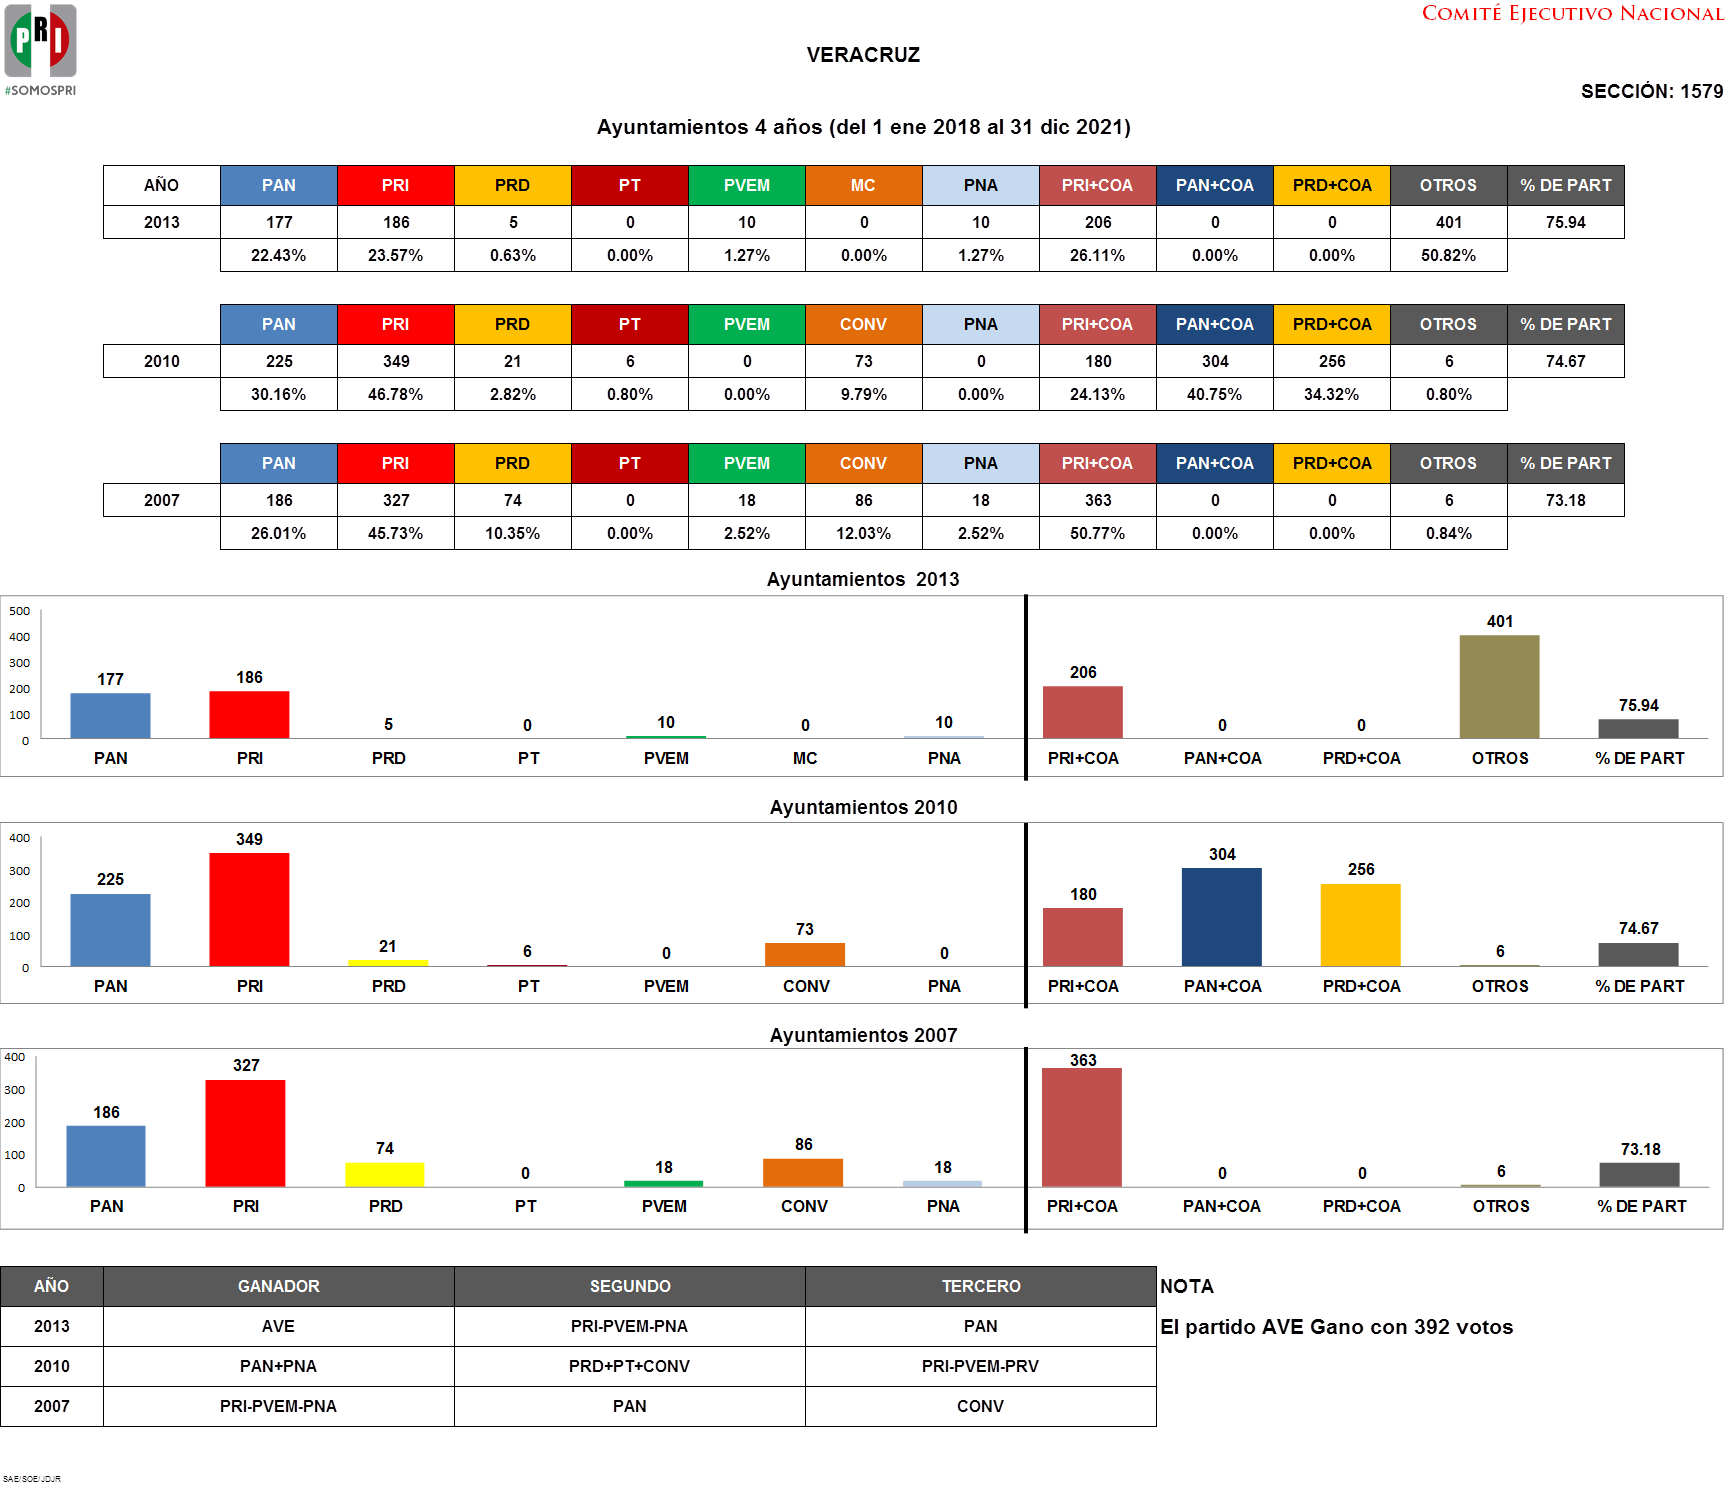 PRI
#SOMOSPRI
COMITÉ EJECUTIVO NACIONAL
VERACRUZ
SECCIÓN: 1579
Ayuntamientos 4 años (del 1 ene 2018 al 31 dic 2021)
AÑO PAN PRI PRD PT PVEM MC PNA PRI+COA PAN+COA PRD+COA OTROS % DE PART
2013 177 186 5 0 10 0 10 206 0 0 401 75.94
22.43% 23.57% 0.63% 0.00% 1.27% 0.00% 1.27% 26.11% 0.00% 0.00% 50.82%
PAN PRI PRD PT PVEM CONV PNA PRI+COA PAN+COA PRD+COA OTROS % DE PART
2010 225 349 21 6 0 73 0 180 304 256 6 74.67
30.16% 46.78% 2.82% 0.80% 0.00% 9.79% 0.00% 24.13% 40.75% 34.32% 0.80%
PAN PRI PRD PT PVEM CONV PNA PRI+COA PAN+COA PRD+COA OTROS % DE PART
2007 186 327 74 0 18 86 18 363 0 0 6 73.18
26.01% 45.73% 10.35% 0.00% 2.52% 12.03% 2.52% 50.77% 0.00% 0.00% 0.84%
Ayuntamientos 2013
500
400
300
200
100
0
177 186 5 0 10 0 10 206 0 0 401 75.94
PAN PRI PRD PT PVEM MC PNA PRI+COA PAN+COA PRD+COA OTROS % DE PART
Ayuntamientos 2010
400
300
200
100
0
225 349 21 6 0 73 0 180 304 256 6 74.67
PAN PRI PRD PT PVEM CONV PNA PRI+COA PAN+COA PRD+COA OTROS % DE PART
Ayuntamientos 2007
400
300
200
100
0
186 327 74 0 18 86 18 363 0 0 6 73.18
PAN PRI PRD PT PVEM CONV PNA PRI+COA PAN+COA PRD+COA OTROS % DE PART
AÑO GANADOR SEGUNDO TERCERO NOTA
2013 AVE PRI-PVEM-PNA PAN El partido AVE Gano con 392 votos
2010 PAN+PNA PRD+PT+CONV PRI-PVEM-PRV
2007 PRI-PVEM-PNA PAN CONV
SAE/SOE/JDJR